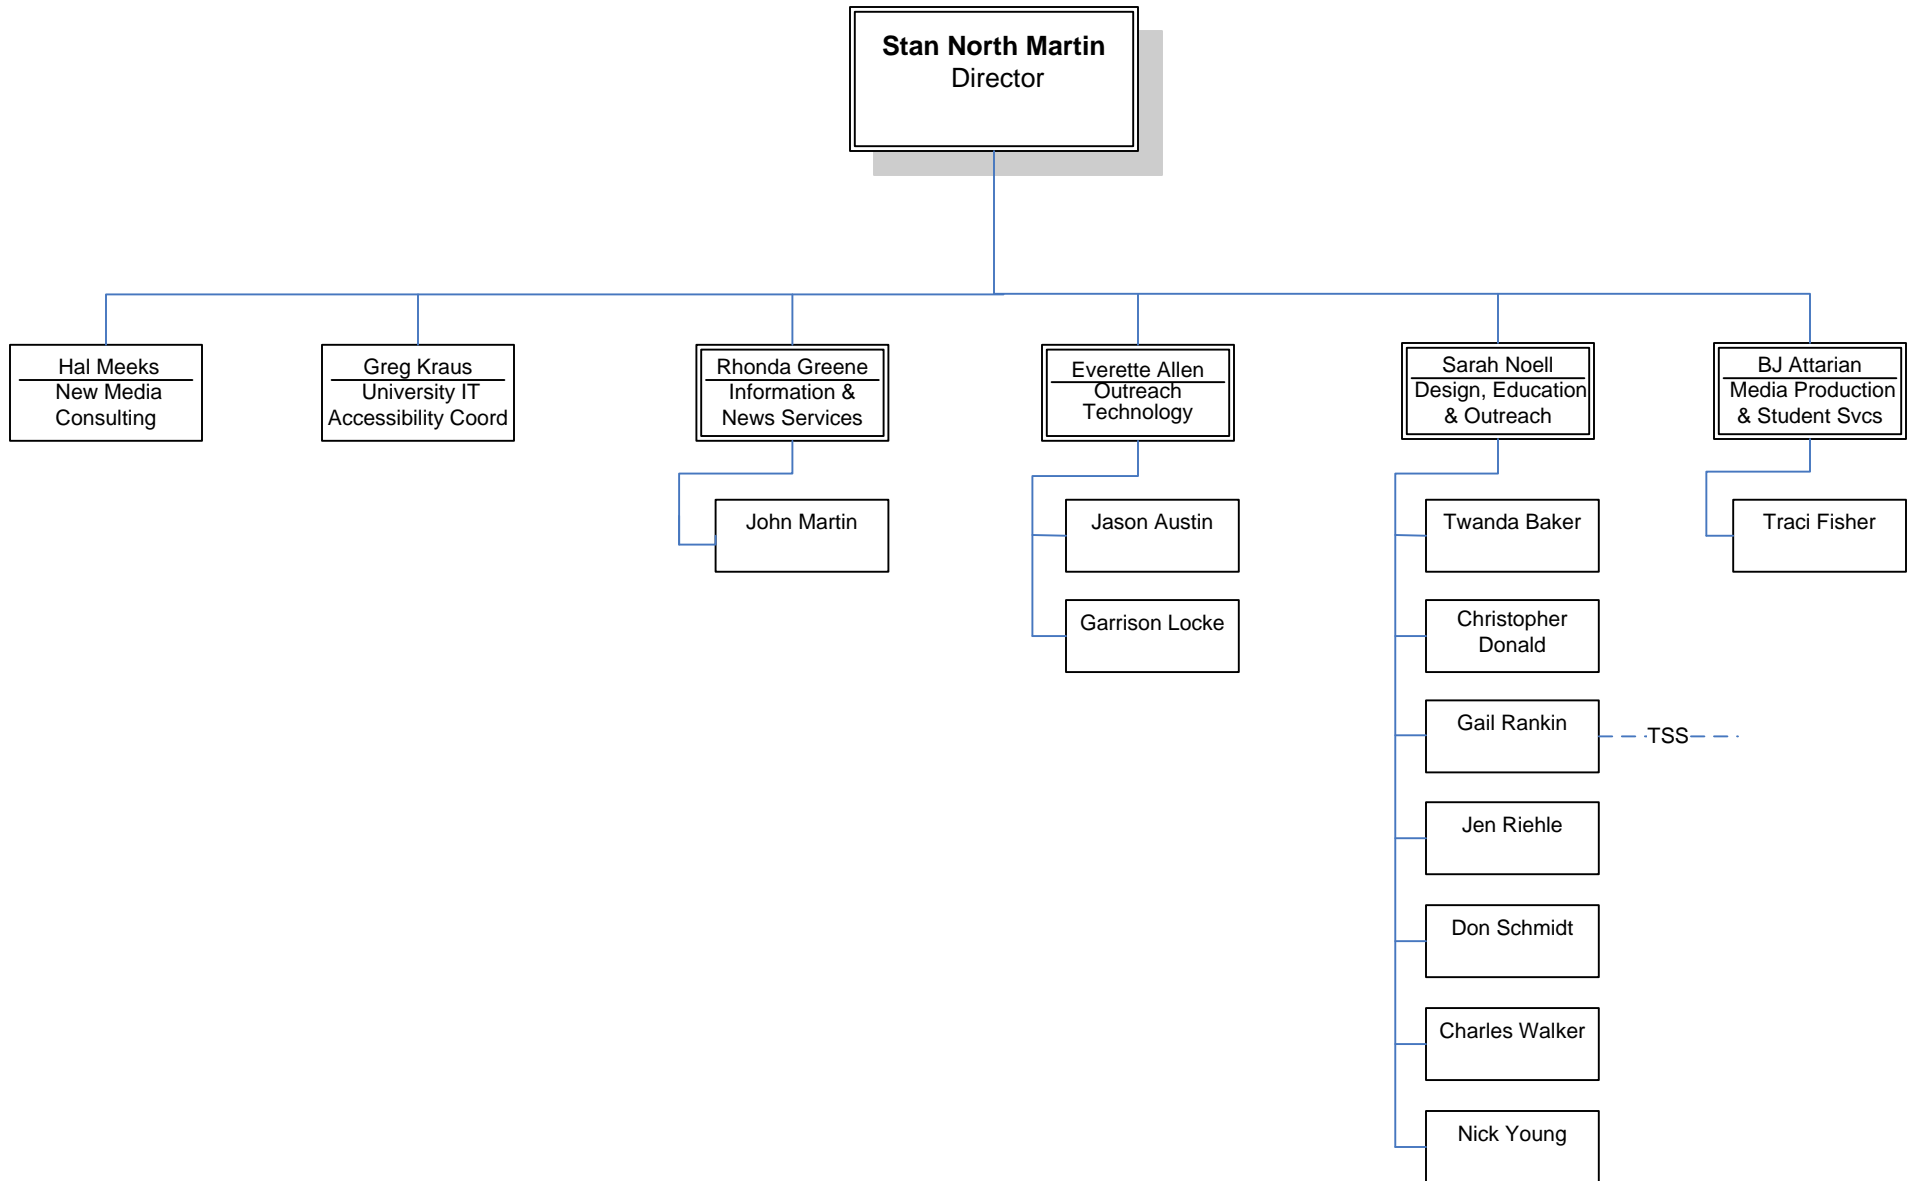 Stan North Martin
Director
Hal Meeks
New Media
Consulting
Greg Kraus
University IT
Accessibility Coord
Rhonda Greene
Information &
News Services
Everette Allen
Outreach
Technology
Sarah Noell
Design, Education
& Outreach
BJ Attarian
Media Production
& Student Svcs
John Martin
Jason Austin
Garrison Locke
Twanda Baker
Christopher
Donald
Gail Rankin
TSS
Jen Riehle
Don Schmidt
Charles Walker
Nick Young
Traci Fisher